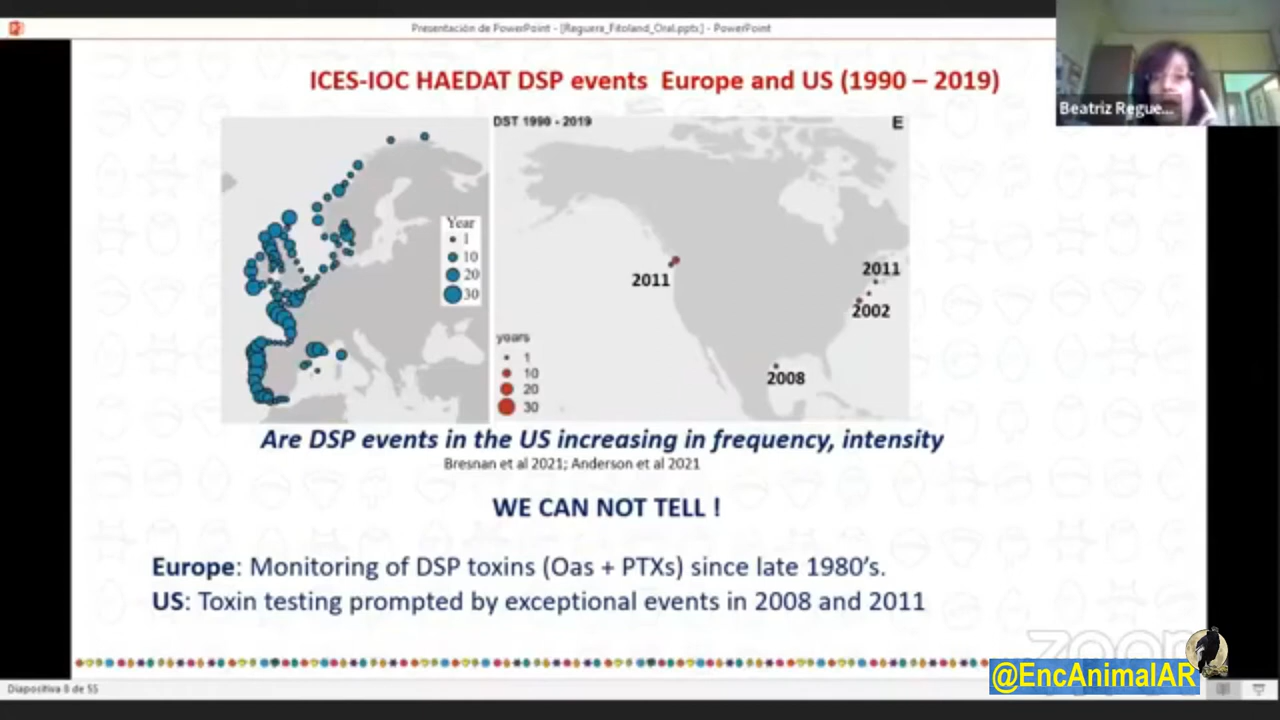 Presentación de PowerPoint - [Reguera_Fitoland_Oral.pptx] - PowerPoint
Beatriz Regue...
ICES-IOC HAEDAT DSP events Europe and US (1990 – 2019)
DST 1990 - 2019
E
Year
1
10
20
30
2011
2011
2002
2008
years
1
10
20
30
Are DSP events in the US increasing in frequency, intensity
Bresnan et al 2021; Anderson et al 2021
WE CAN NOT TELL !
Europe: Monitoring of DSP toxins (Oas + PTXs) since late 1980's.
US: Toxin testing prompted by exceptional events in 2008 and 2011
zoom
@EncAnimalAR
Diapositiva 8 de 55